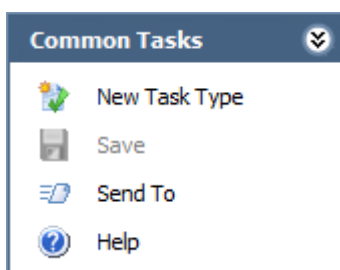 Common Tasks
New Task Type
Save
Send To
Help